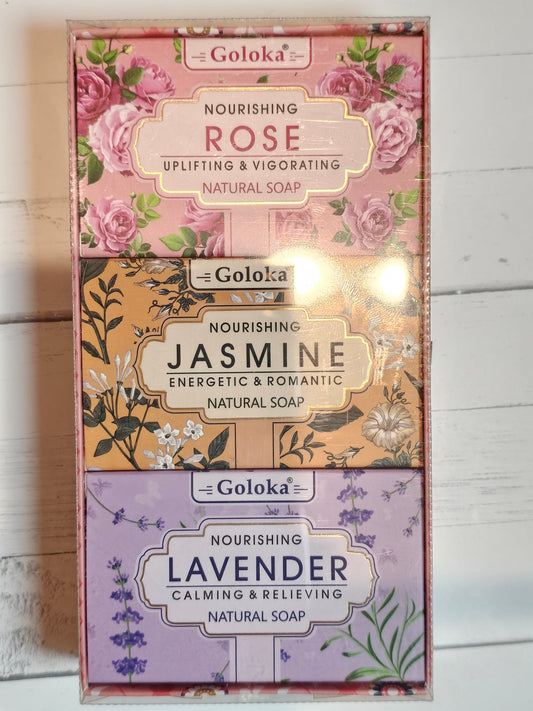 Goloka®
NOURISHING
ROSE
UPLIFTING & ViGORATING
NATURAL SOAP
Goloka
NOURISHING
JASMINE
ENERGETIC & ROMANTIC
NATURAL SOAP
Goloka®
NOURISHING
LAVENDER
CALMING & RELIEVING
NATURAL SOAP